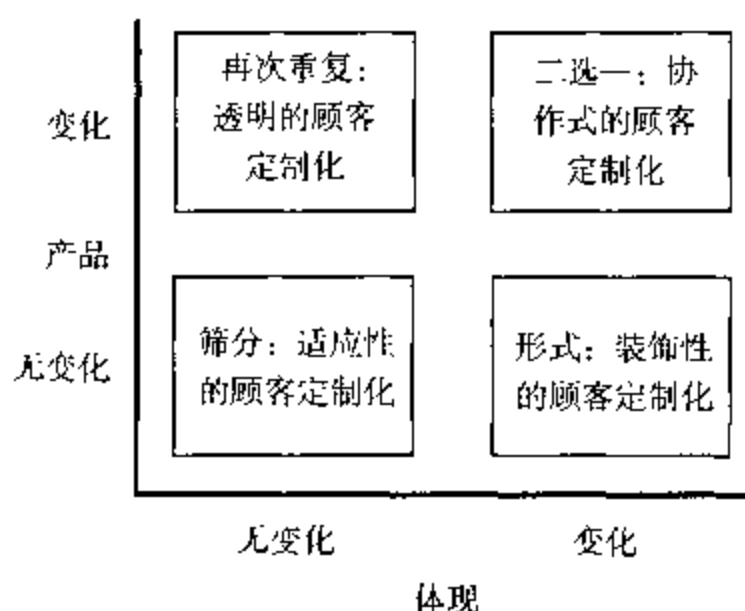 变化
再次重复：
透明的顾客
定制化
二选一：协
作式的顾客
定制化
产品
无变化
筛分：适应性
的顾客定制化
形式：装饰性
的顾客定制化
无变化
变化
体现